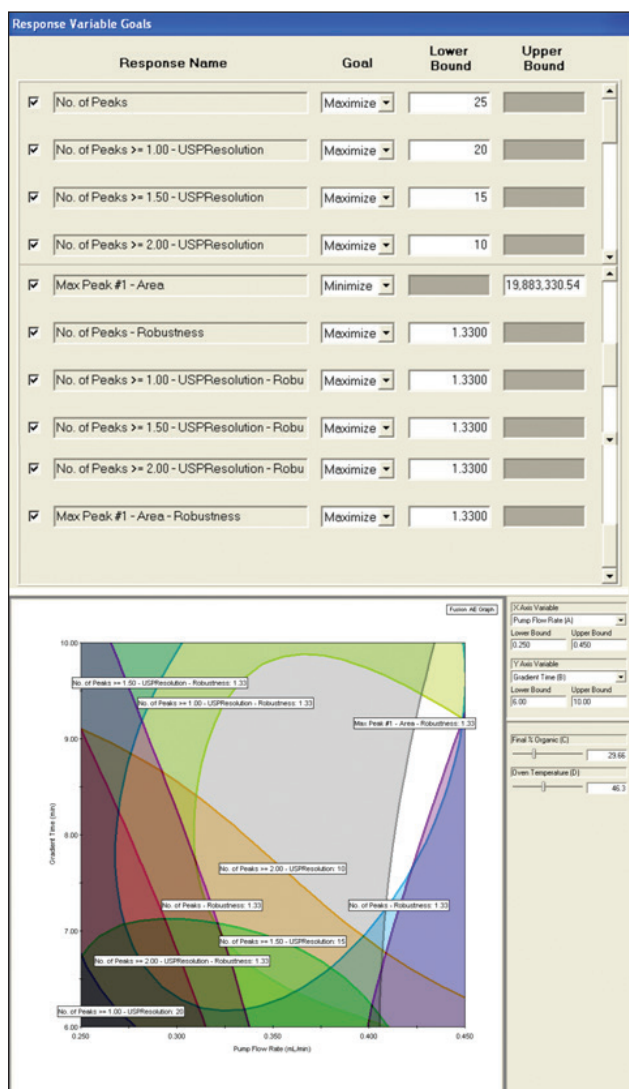 Response Variable Goals
Response Name Goal Lower Bound Upper Bound
No. of Peaks Maximize 25
No. of Peaks >= 1.00 - USPResolution Maximize 20
No. of Peaks >= 1.50 - USPResolution Maximize 15
No. of Peaks >= 2.00 - USPResolution Maximize 10
Max Peak #1 - Area Minimize 19,883,330.54
No. of Peaks - Robustness Maximize 1.3300
No. of Peaks >= 1.00 - USPResolution - Robu Maximize 1.3300
No. of Peaks >= 1.50 - USPResolution - Robu Maximize 1.3300
No. of Peaks >= 2.00 - USPResolution - Robu Maximize 1.3300
Max Peak #1 - Area - Robustness Maximize 1.3300
Fusion AE Graph
10.00
No. of Peaks >= 1.50 - USPResolution - Robustness: 1.33
No. of Peaks >= 1.00 - USPResolution - Robustness: 1.33
Max Peak #1 - Area - Robustness: 1.33
9.00
Gradient Time (min)
8.00
No. of Peaks >= 2.00 - USPResolution: 10
No. of Peaks - Robustness: 1.33
No. of Peaks - Robustness: 1.33
7.00
No. of Peaks >= 1.50 - USPResolution: 15
No. of Peaks >= 2.00 - USPResolution - Robustness: 1.33
No. of Peaks >= 1.00 - USPResolution: 20
6.00
0.250 0.300 0.350 0.400 0.450
Pump Flow Rate (mL/min)
X Axis Variable
Pump Flow Rate (A)
Lower Bound Upper Bound
0.250 0.450
Y Axis Variable
Gradient Time (B)
Lower Bound Upper Bound
6.00 10.00
Final % Organic (C)
29.66
Oven Temperature (D)
46.3